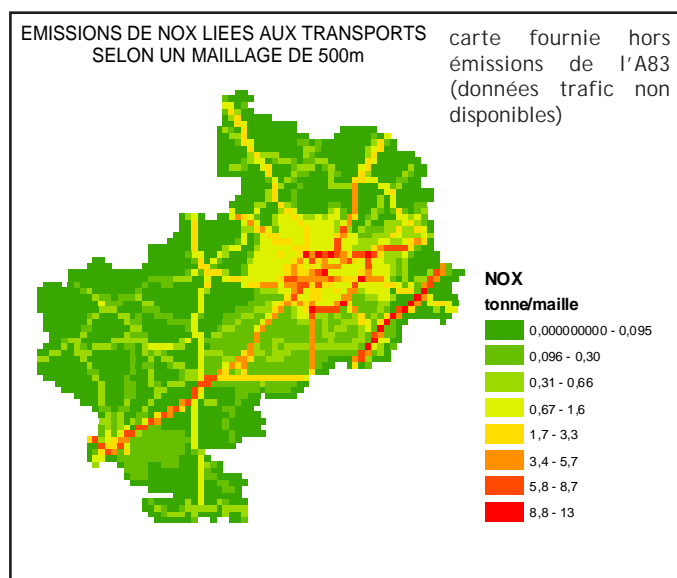 EMISSIONS DE NOX LIEES AUX TRANSPORTS
SELON UN MAILLAGE DE 500m
carte fournie hors
émissions de l'A83
(données trafic non
disponibles)
NOX
tonne/maille
0,000000000 - 0,095
0,096 - 0,30
0,31 - 0,66
0,67 - 1,6
1,7 - 3,3
3,4 - 5,7
5,8 - 8,7
8,8 - 13